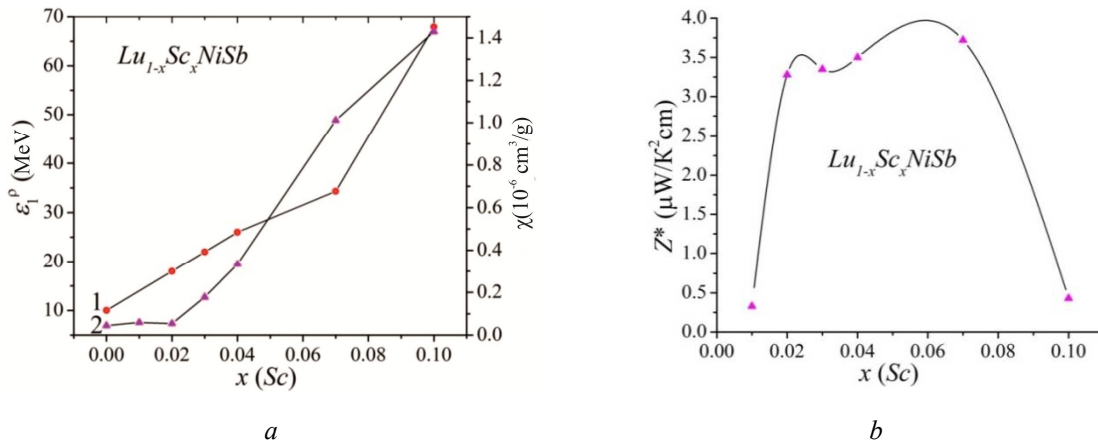 70
60
50
40
30
20
10
ε₁ᵖ (MeV)
Lu₁₋ₓScₓNiSb
1
2
1.4
1.2
1.0
0.8
0.6
0.4
0.2
0.0
χ(10⁻⁶ cm³/g)
0.00 0.02 0.04 0.06 0.08 0.10
x (Sc)
a
4.0
3.5
3.0
2.5
2.0
1.5
1.0
0.5
0.0
Z* (μW/K²cm)
Lu₁₋ₓScₓNiSb
0.00 0.02 0.04 0.06 0.08 0.10
x (Sc)
b